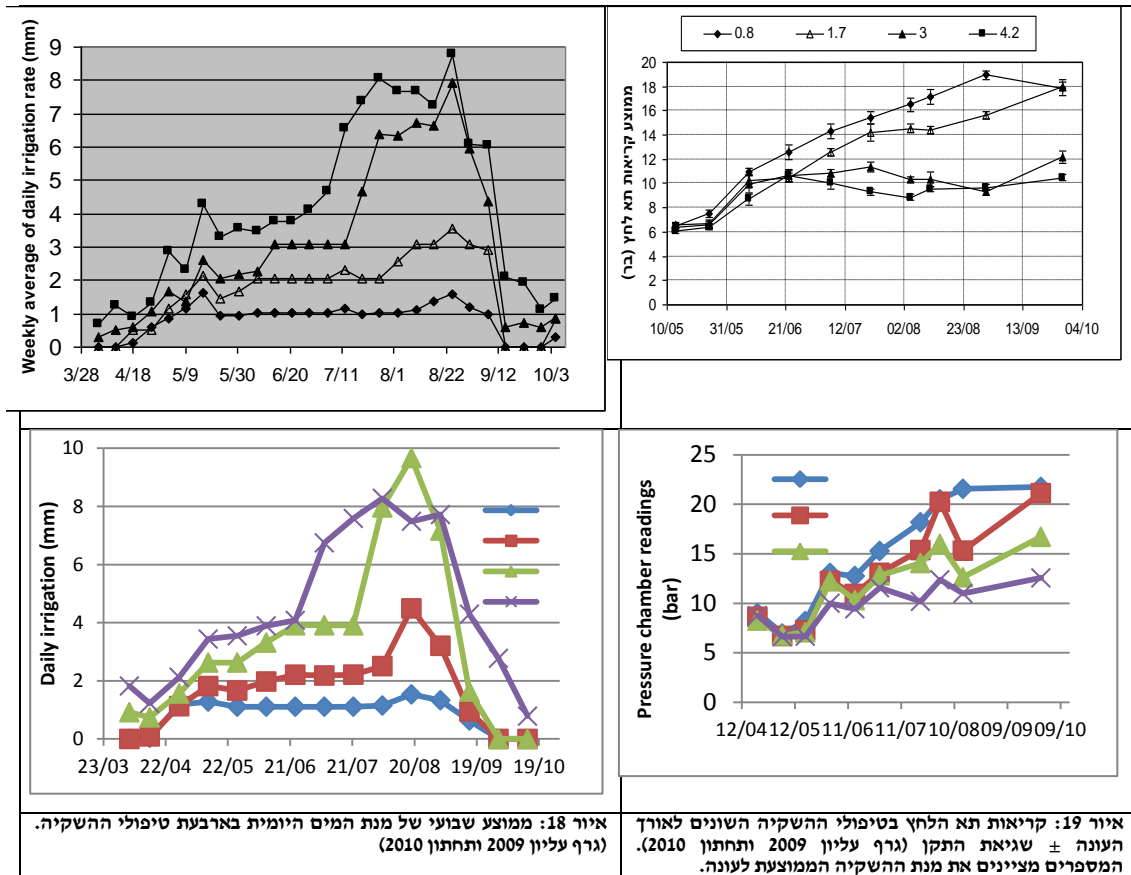 Weekly average of daily irrigation rate (mm)
9
8
7
6
5
4
3
2
1
0
3/28 4/18 5/9 5/30 6/20 7/11 8/1 8/22 9/12 10/3
0.8 1.7 3 4.2
ממוצע קריאות תא לחץ (בר)
20
18
16
14
12
10
8
6
4
2
0
10/05 31/05 21/06 12/07 02/08 23/08 13/09 04/10
Daily irrigation (mm)
10
8
6
4
2
0
23/03 22/04 22/05 21/06 21/07 20/08 19/09 19/10
Pressure chamber readings
(bar)
25
20
15
10
5
0
12/04 12/05 11/06 11/07 10/08 09/09 09/10
איור 18: ממוצע שבועי של מנת המים היומית בארבעת טיפולי ההשקיה.
(גרף עליון 2009 ותחתון 2010)
איור 19: קריאות תא הלחץ בטיפולי ההשקיה השונים לאורך
העונה ± שגיאת התקן (גרף עליון 2009 ותחתון 2010).
המספרים מציינים את מנת ההשקיה הממוצעת לעונה.